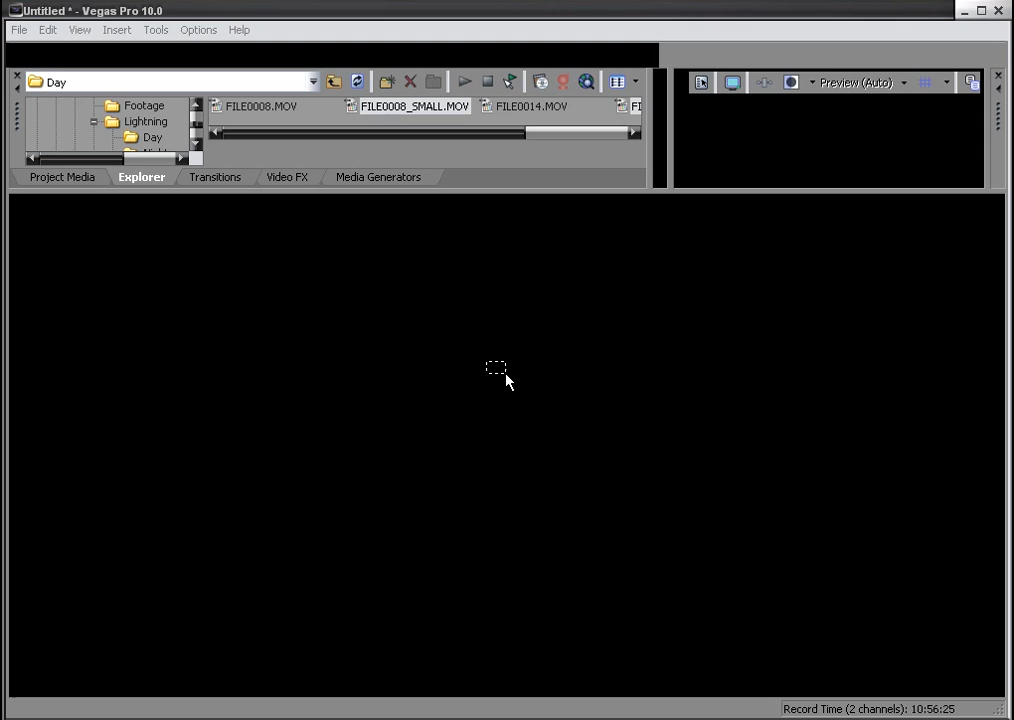 Untitled * - Vegas Pro 10.0
File Edit View Insert Tools Options Help
Day
Preview (Auto)
Footage
Lightning
Day
FILE0008.MOV FILE0008_SMALL.MOV FILE0014.MOV FI
Project Media Explorer Transitions Video FX Media Generators
Record Time (2 channels): 10:56:25